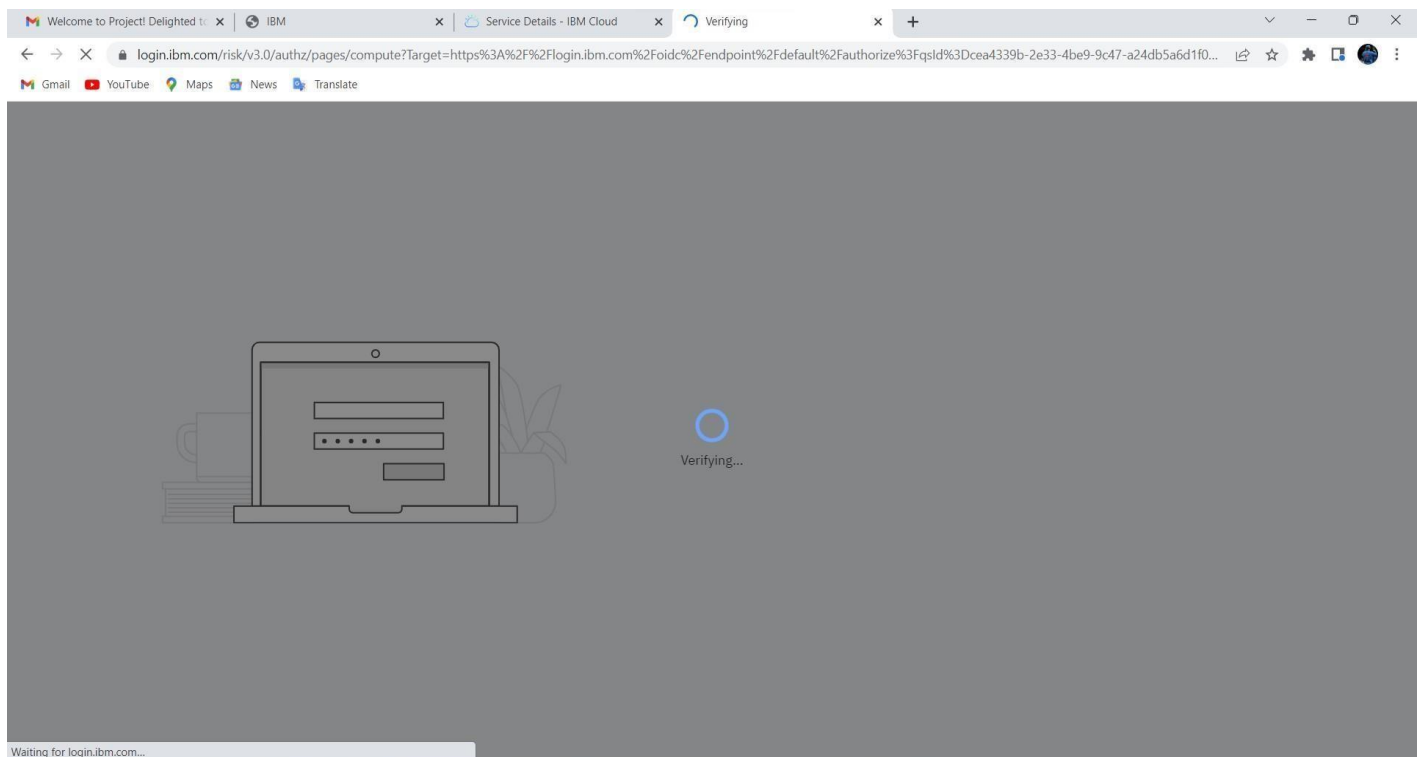 Welcome to Project! Delighted to
IBM
Service Details - IBM Cloud
Verifying
login.ibm.com/risk/v3.0/authz/pages/compute?Target=https%3A%2F%2Flogin.ibm.com%2Foidc%2Fendpoint%2Fdefault%2Fauthorize%3FqsId%3Dcea4339b-2e33-4be9-9c47-a24db5a6d1f0...
Gmail
YouTube
Maps
News
Translate
Verifying...
Waiting for login.ibm.com...